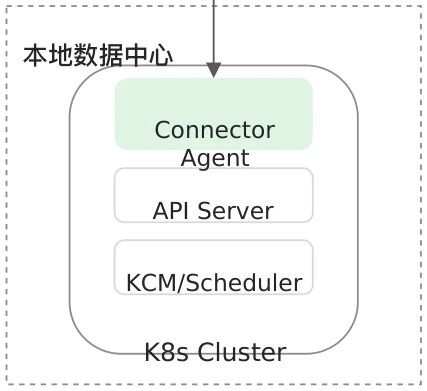 本地数据中心
Connector
Agent
API Server
KCM/Scheduler
K8s Cluster